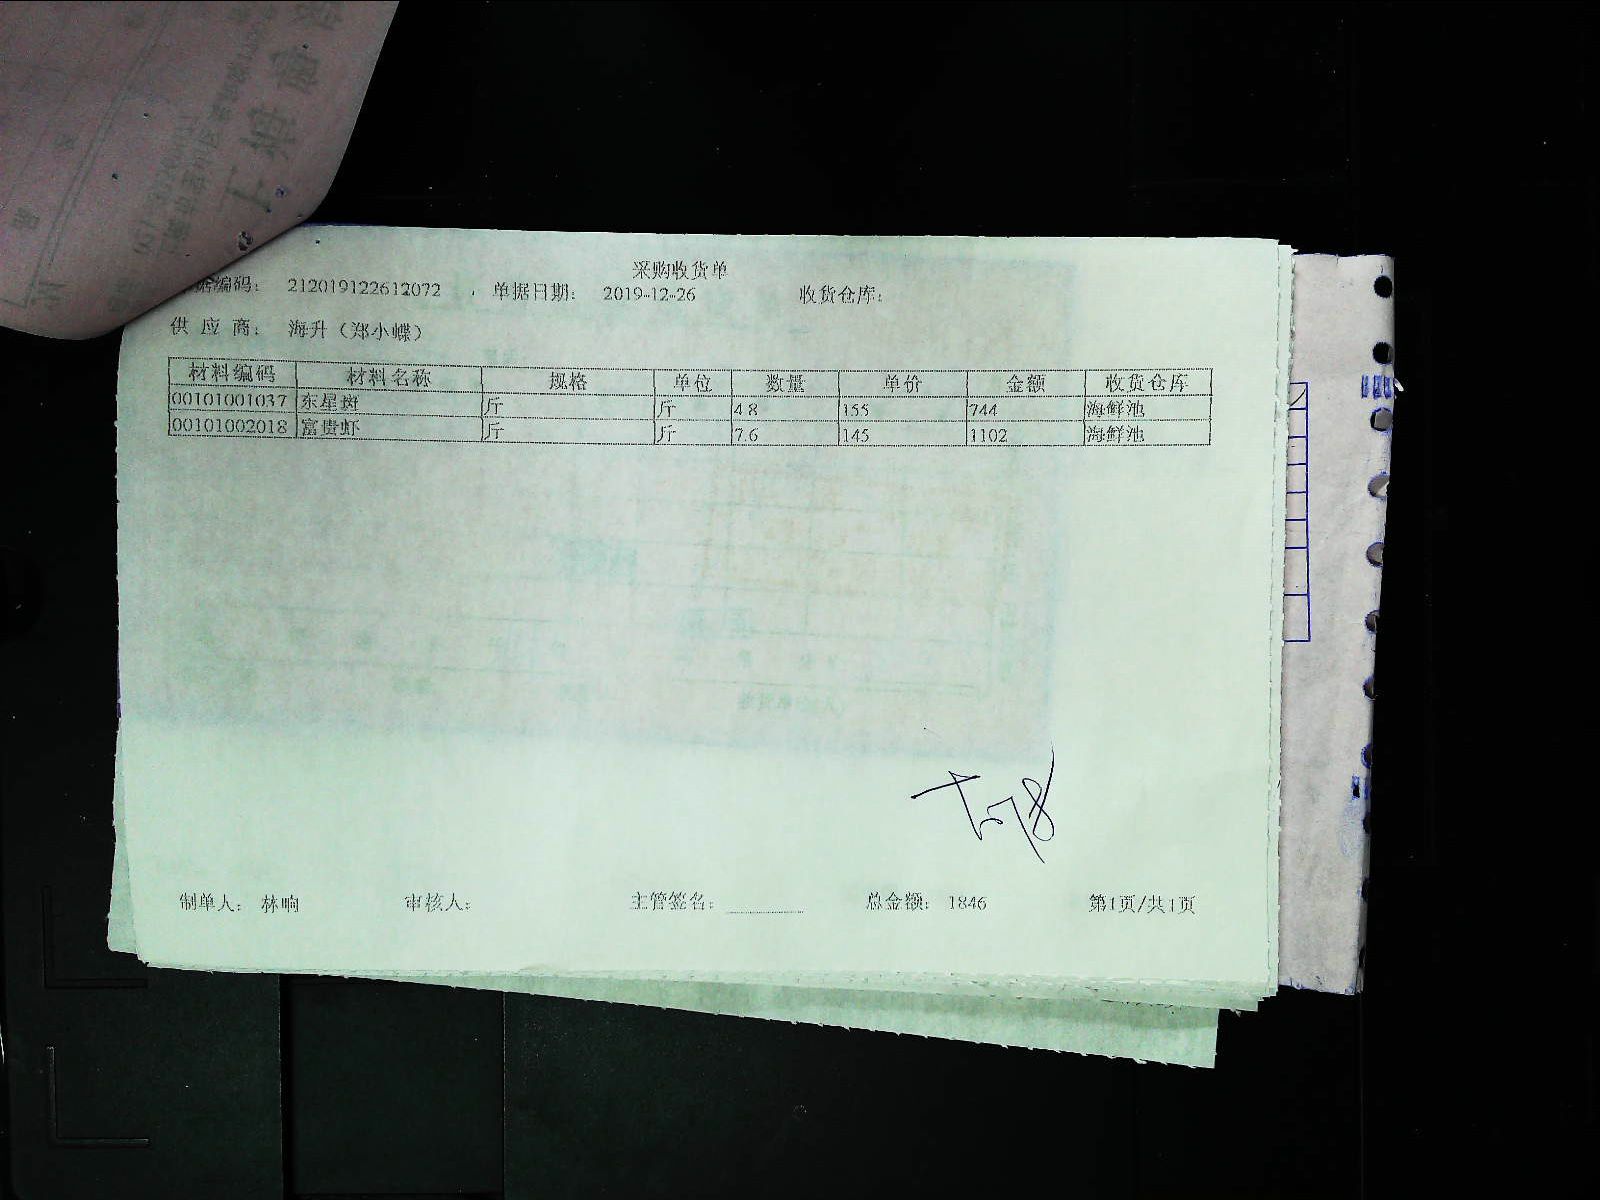 采购收货单
据编码： 212019122612072 单据日期： 2019-12-26 收货仓库：
供 应 商： 海升（郑小蝶）
材料编码 材料名称 规格 单位 数量 单价 金额 收货仓库
00101001037 东星斑 斤 斤 4.8 155 744 海鲜池
00101002018 富贵虾 斤 斤 7.6 145 1102 海鲜池
制单人： 林响 审核人： 主管签名： 总金额： 1846 第1页/共1页